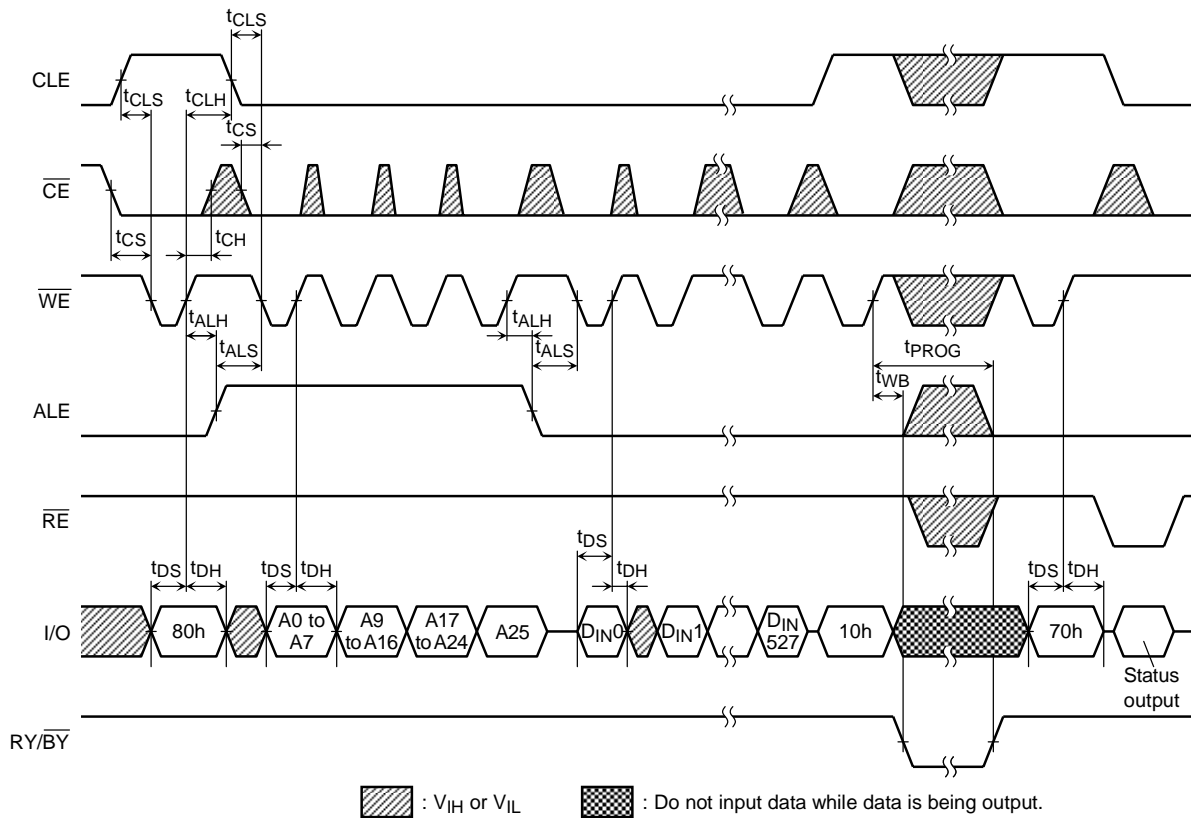 tCLS
CLE
tCLS
tCLH
tCS
CE
tCS
tCH
WE
tALH
tALH
tALS
tALS
tPROG
tWB
ALE
RE
tDS
tDS
tDH
tDS
tDH
tDH
tDS
tDH
I/O
80h
A0 to A7
A9 to A16
A17 to A24
A25
DIN0
DIN1
DIN 527
10h
70h
Status
output
RY/BY
: VIH or VIL
: Do not input data while data is being output.